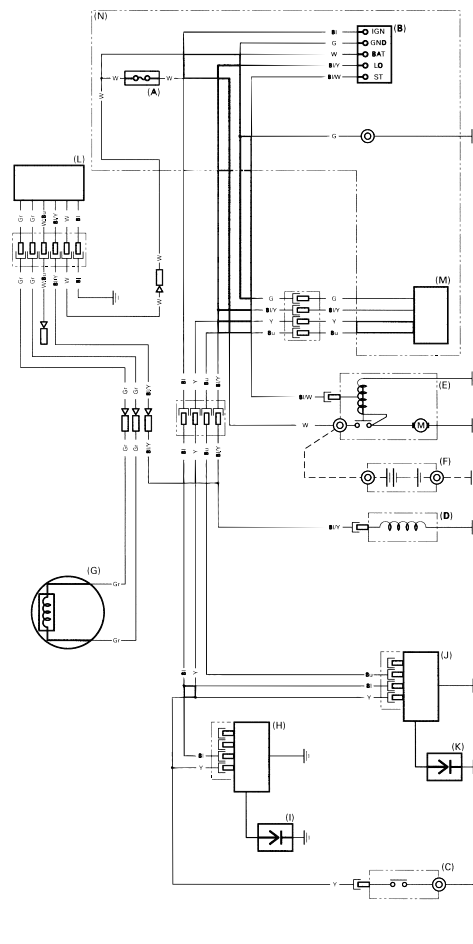 (N)
Bl IGN (B)
G GND
W BAT
W (A) W
Bl/Y LO
Bl/W ST
W
G
(L)
Gr Gr W/Bu Bl/Y W Bl
W
Gr Gr W/Bu Bl/Y W Bl
W
(M)
G G
Bl/Y Bl/Y
Y Y
Bu Bu
Bl Y Bu Bl/Y
(E)
Bl/W
Gr Gr Bl/Y
W M
Gr Gr Bl/Y
Bl Y Bu Bl/Y
(F)
(D)
Bl/Y
(G)
Gr
Gr
(J)
Bl Y
Bu
Bl
Y
(H)
Bl
Y
(K)
(I)
(C)
Y